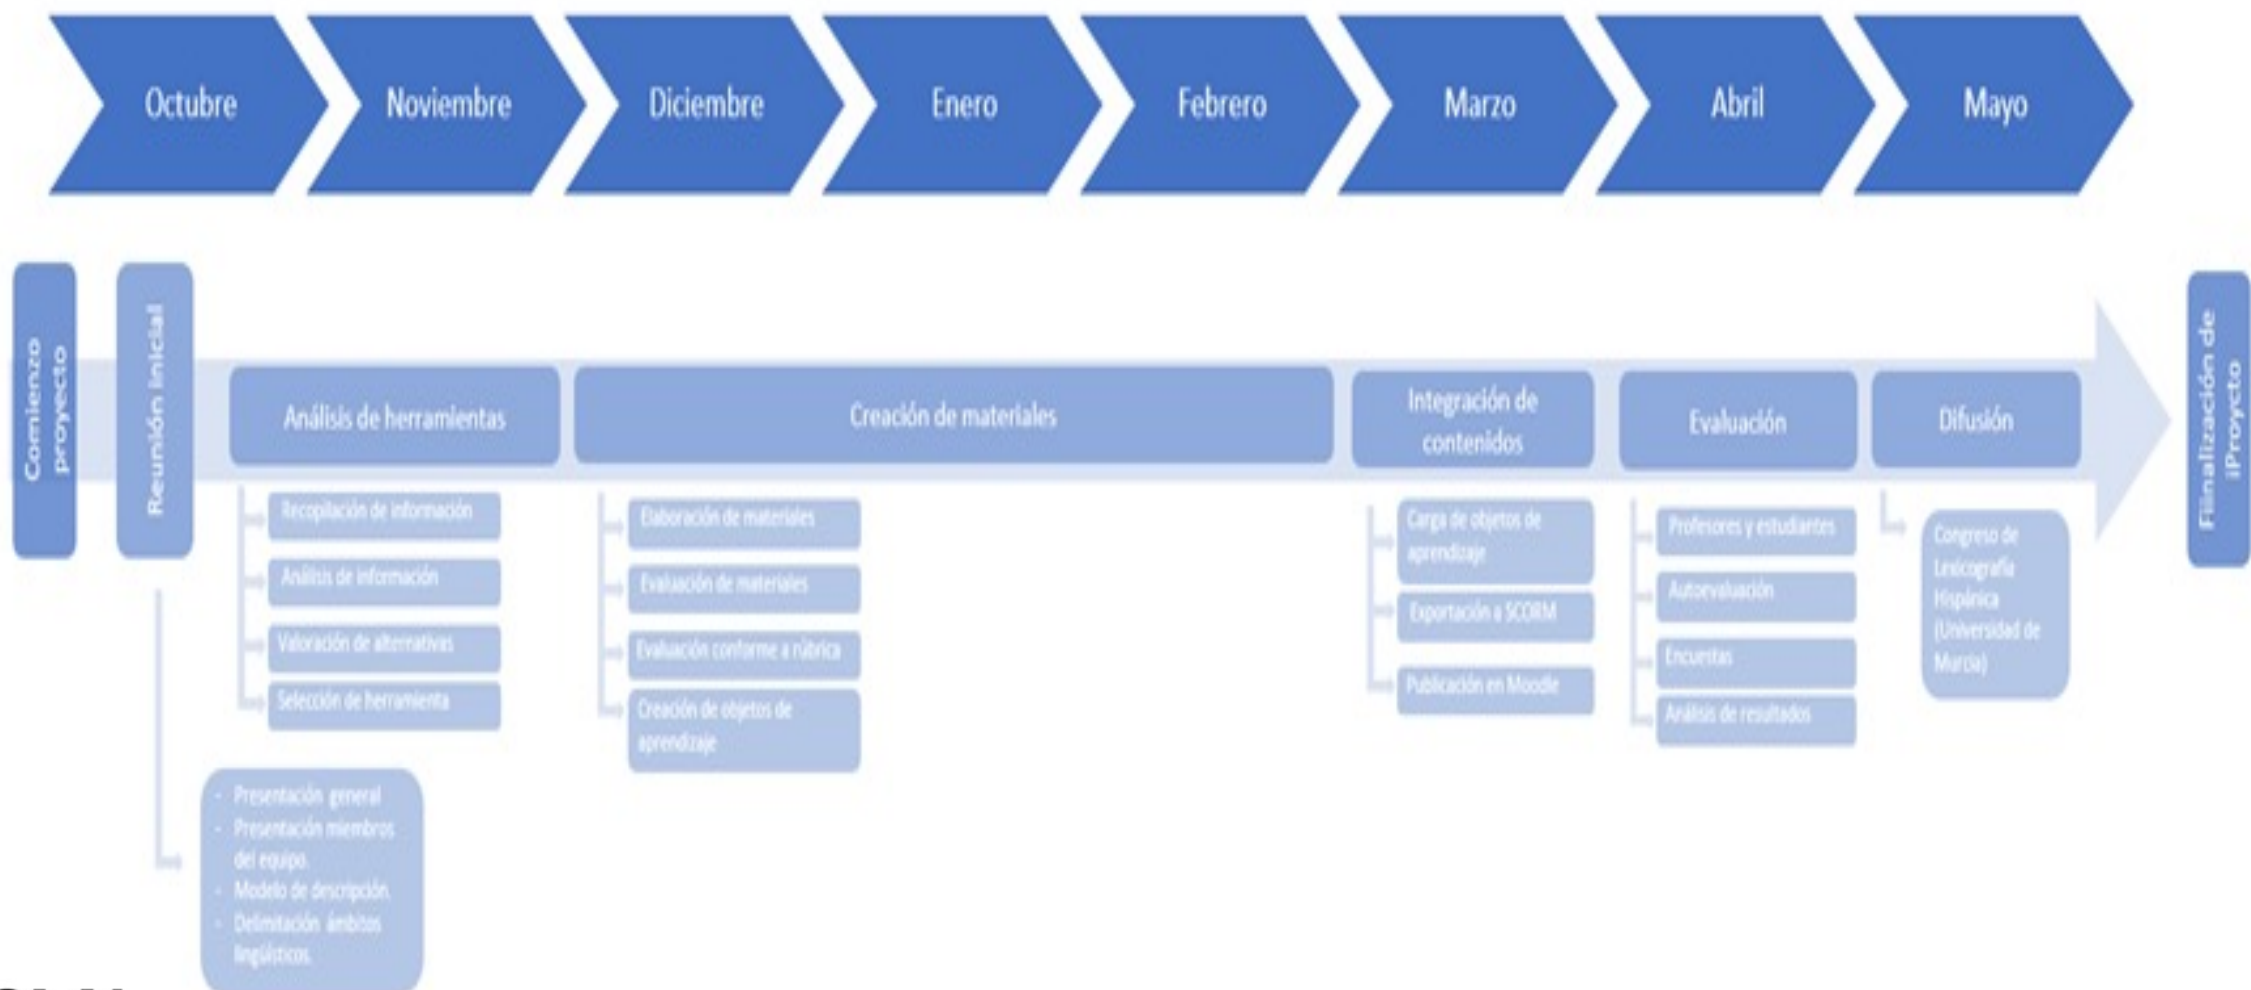 Octubre
Noviembre
Diciembre
Enero
Febrero
Marzo
Abril
Mayo
Comienzo
proyecto
Reunión inicial
- Presentación general
- Presentación miembros
del equipo.
- Modelo de descripción.
- Delimitación ámbitos
lingüísticos.
Análisis de herramientas
Recopilación de información
Análisis de información
Valoración de alternativas
Selección de herramienta
Creación de materiales
Elaboración de materiales
Evaluación de materiales
Evaluación conforme a rúbrica
Creación de objetos de
aprendizaje
Integración de
contenidos
Carga de objetos de
aprendizaje
Exportación a SCORM
Publicación en Moodle
Evaluación
Profesores y estudiantes
Autoevaluación
Encuestas
Análisis de resultados
Difusión
Congreso de
Lexicografía
Hispánica
(Universidad de
Murcia)
Fiinalización de
iProycto